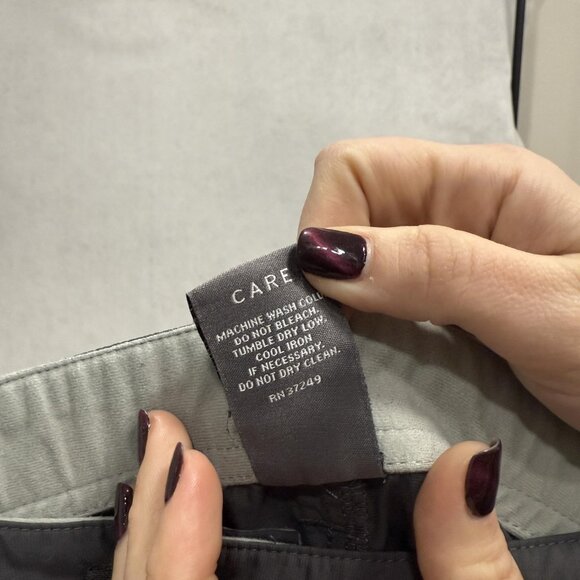 CARE
MACHINE WASH COLD
DO NOT BLEACH.
TUMBLE DRY LOW.
COOL IRON
IF NECESSARY.
DO NOT DRY CLEAN.
RN 37249